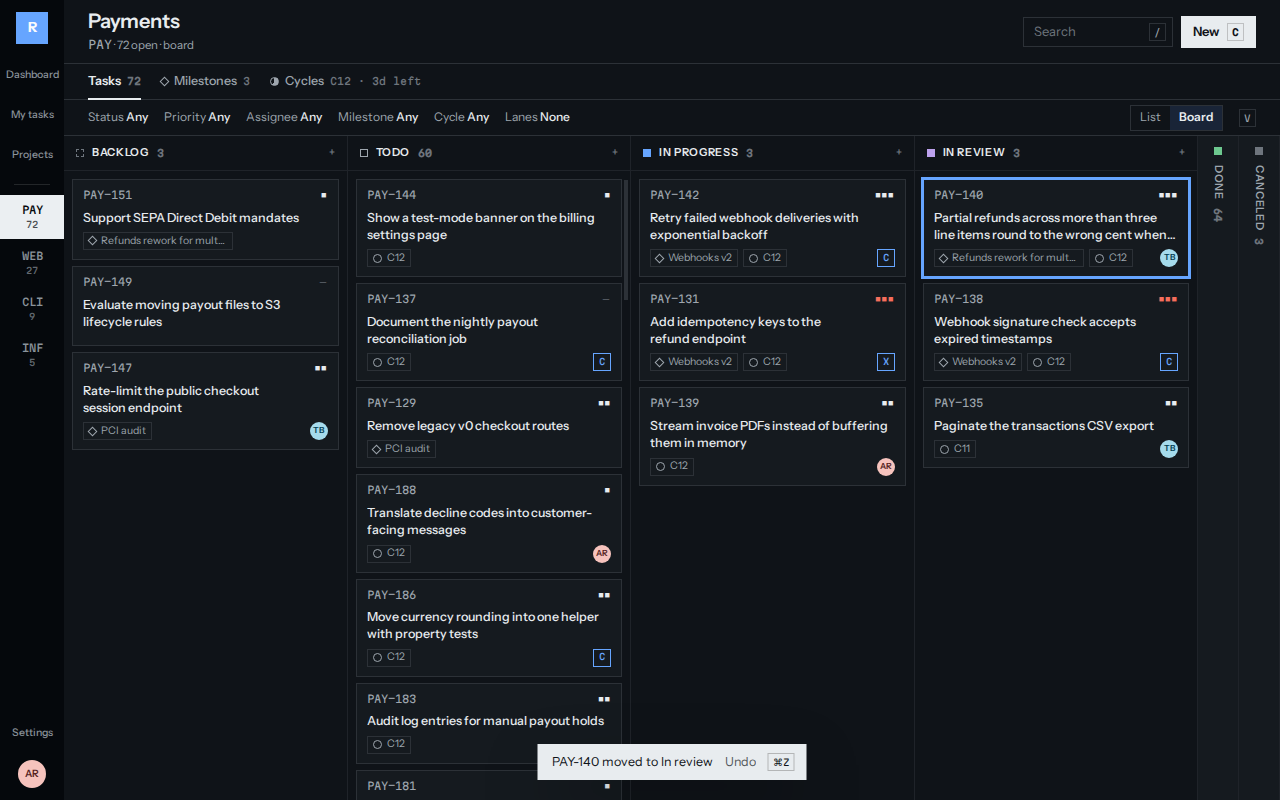 R
Dashboard
My tasks
Projects
PAY
72
WEB
27
CLI
9
INF
5
Settings
AR
Payments
PAY·72 open·board
Search /
New C
Tasks 72
Milestones 3
Cycles C12 · 3d left
Status Any
Priority Any
Assignee Any
Milestone Any
Cycle Any
Lanes None
List
Board
V
BACKLOG 3 +
PAY-151
Support SEPA Direct Debit mandates
Refunds rework for mult…
PAY-149 —
Evaluate moving payout files to S3
lifecycle rules
PAY-147
Rate-limit the public checkout
session endpoint
PCI audit TB
TODO 60 +
PAY-144
Show a test-mode banner on the billing
settings page
C12
PAY-137 —
Document the nightly payout
reconciliation job
C12 C
PAY-129
Remove legacy v0 checkout routes
PCI audit
PAY-188
Translate decline codes into customer-
facing messages
C12 AR
PAY-186
Move currency rounding into one helper
with property tests
C12 C
PAY-183
Audit log entries for manual payout holds
C12
PAY-181
IN PROGRESS 3 +
PAY-142
Retry failed webhook deliveries with
exponential backoff
Webhooks v2 C12 C
PAY-131
Add idempotency keys to the
refund endpoint
Webhooks v2 C12 X
PAY-139
Stream invoice PDFs instead of buffering
them in memory
C12 AR
IN REVIEW 3 +
PAY-140
Partial refunds across more than three
line items round to the wrong cent when…
Refunds rework for mult… C12 TB
PAY-138
Webhook signature check accepts
expired timestamps
Webhooks v2 C12 C
PAY-135
Paginate the transactions CSV export
C11 TB
DONE 64
CANCELED 3
PAY-140 moved to In review Undo ⌘Z